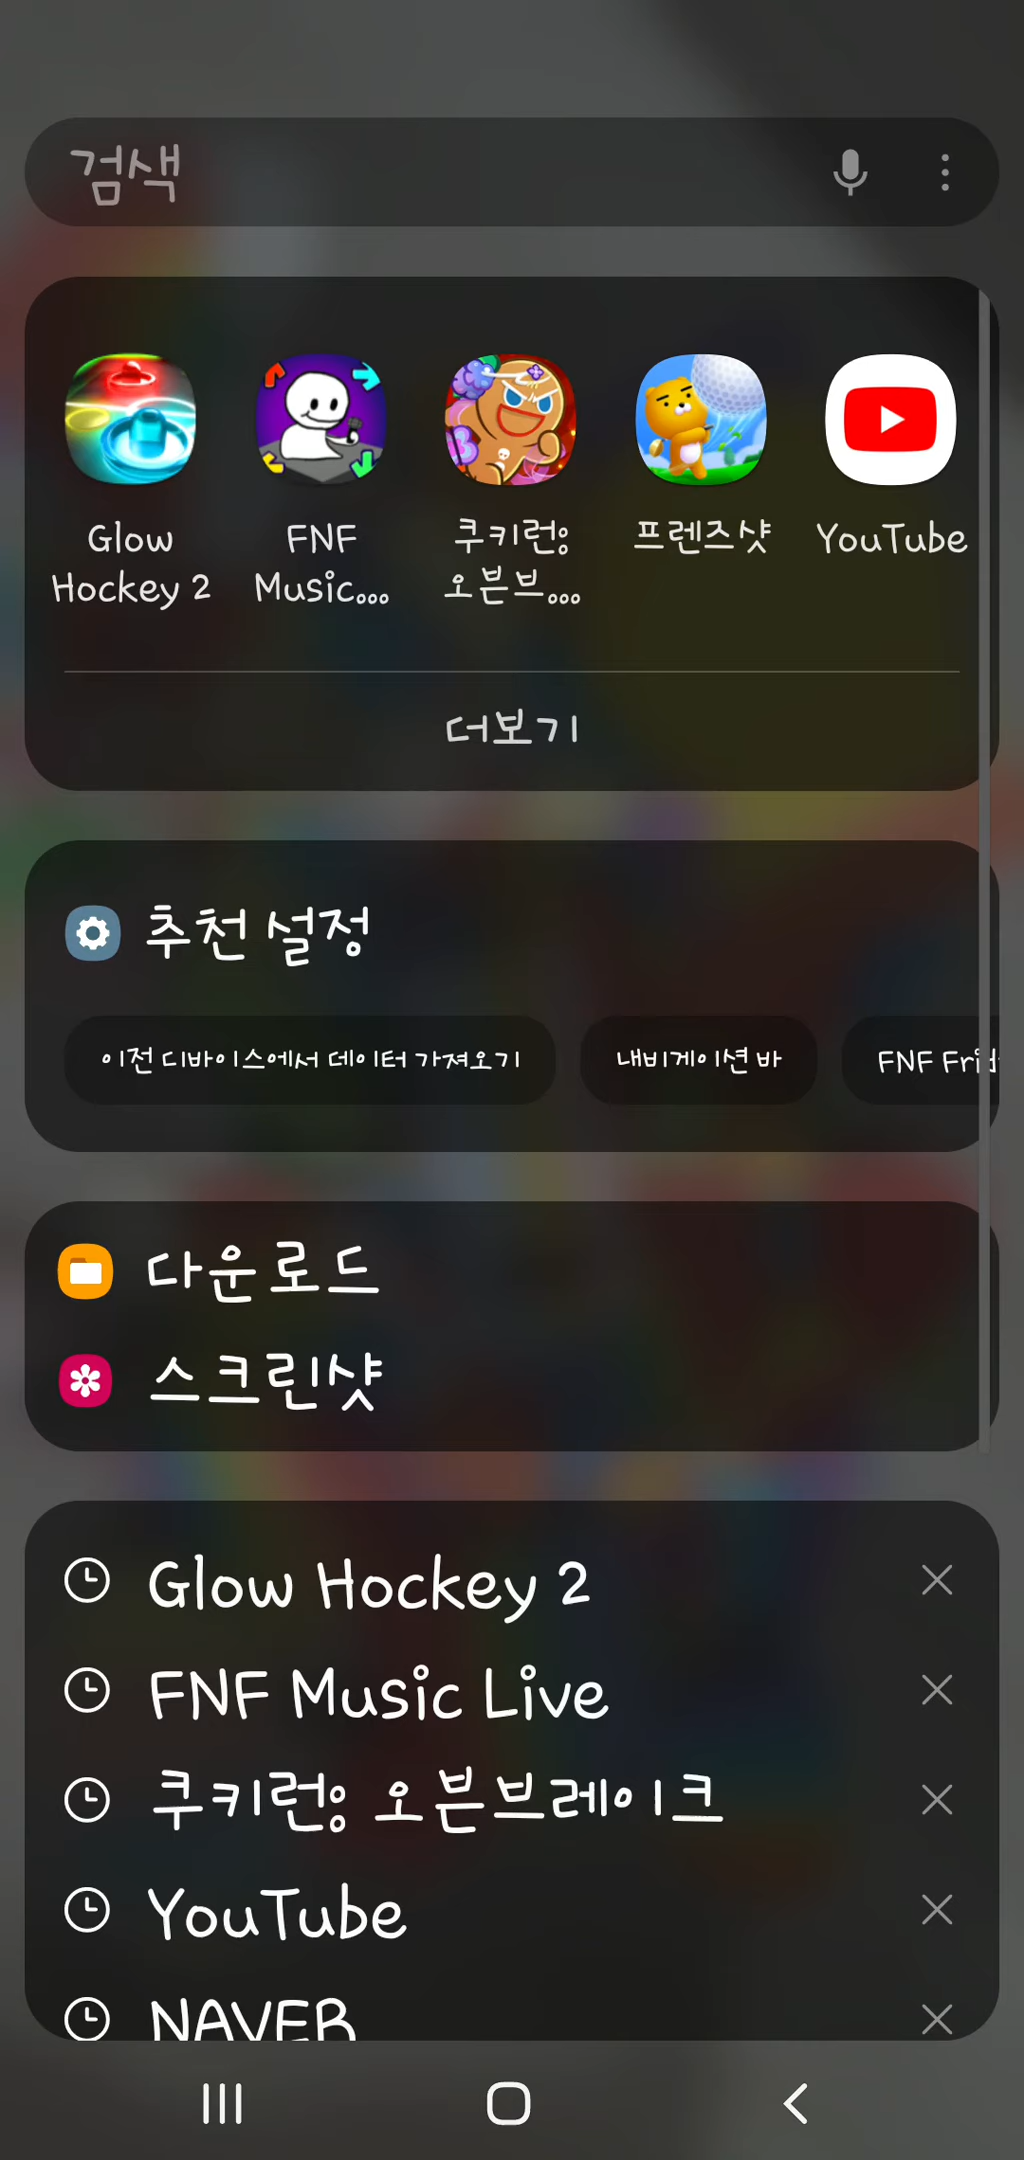 검색
Glow
Hockey 2
FNF
Music...
쿠키런:
오븐브...
프렌즈샷
YouTube
더보기
추천 설정
이전 디바이스에서 데이터 가져오기
내비게이션 바
FNF Frid
다운로드
스크린샷
Glow Hockey 2
FNF Music Live
쿠키런: 오븐브레이크
YouTube
NAVER